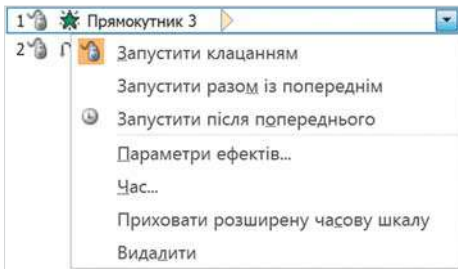 1 Прямокутник 3
2 П
Запустити клацанням
Запустити разом із попереднім
Запустити після попереднього
Параметри ефектів...
Час...
Приховати розширену часову шкалу
Видалити